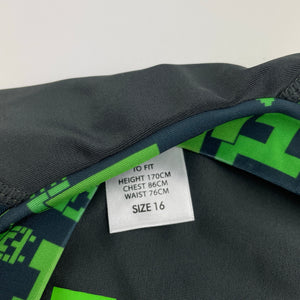 TO FIT
HEIGHT 170CM
CHEST 86CM
WAIST 76CM
SIZE 16